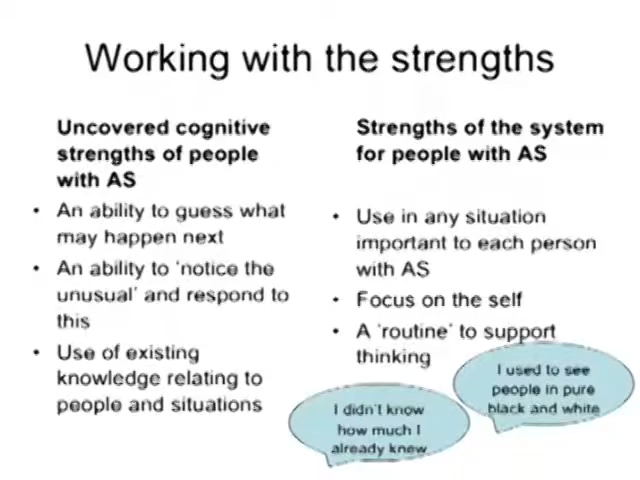 Working with the strengths
Uncovered cognitive
strengths of people
with AS
• An ability to guess what
may happen next
• An ability to 'notice the
unusual' and respond to
this
• Use of existing
knowledge relating to
people and situations
Strengths of the system
for people with AS
• Use in any situation
important to each person
with AS
• Focus on the self
• A 'routine' to support
thinking
I didn't know
how much I
already knew
I used to see
people in pure
black and white